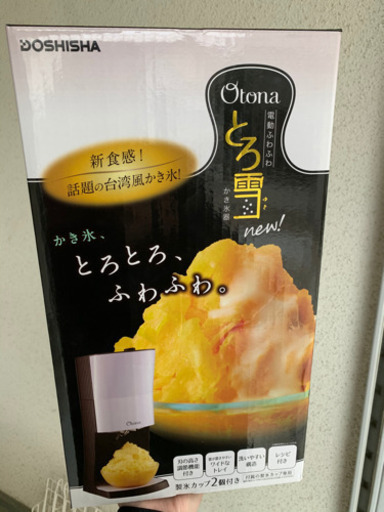 DOSHISHA
Otona
電動ふわふわ
とろ雪
ゆき
かき氷器
new!
新食感!
話題の台湾風かき氷!
かき氷、
とろとろ、
ふわふわ。
Otona
刃の高さ
調節機能
付き
ワイドな
トレイ
洗いやすい
構造
レシピ
付き
製氷カップ2個付き